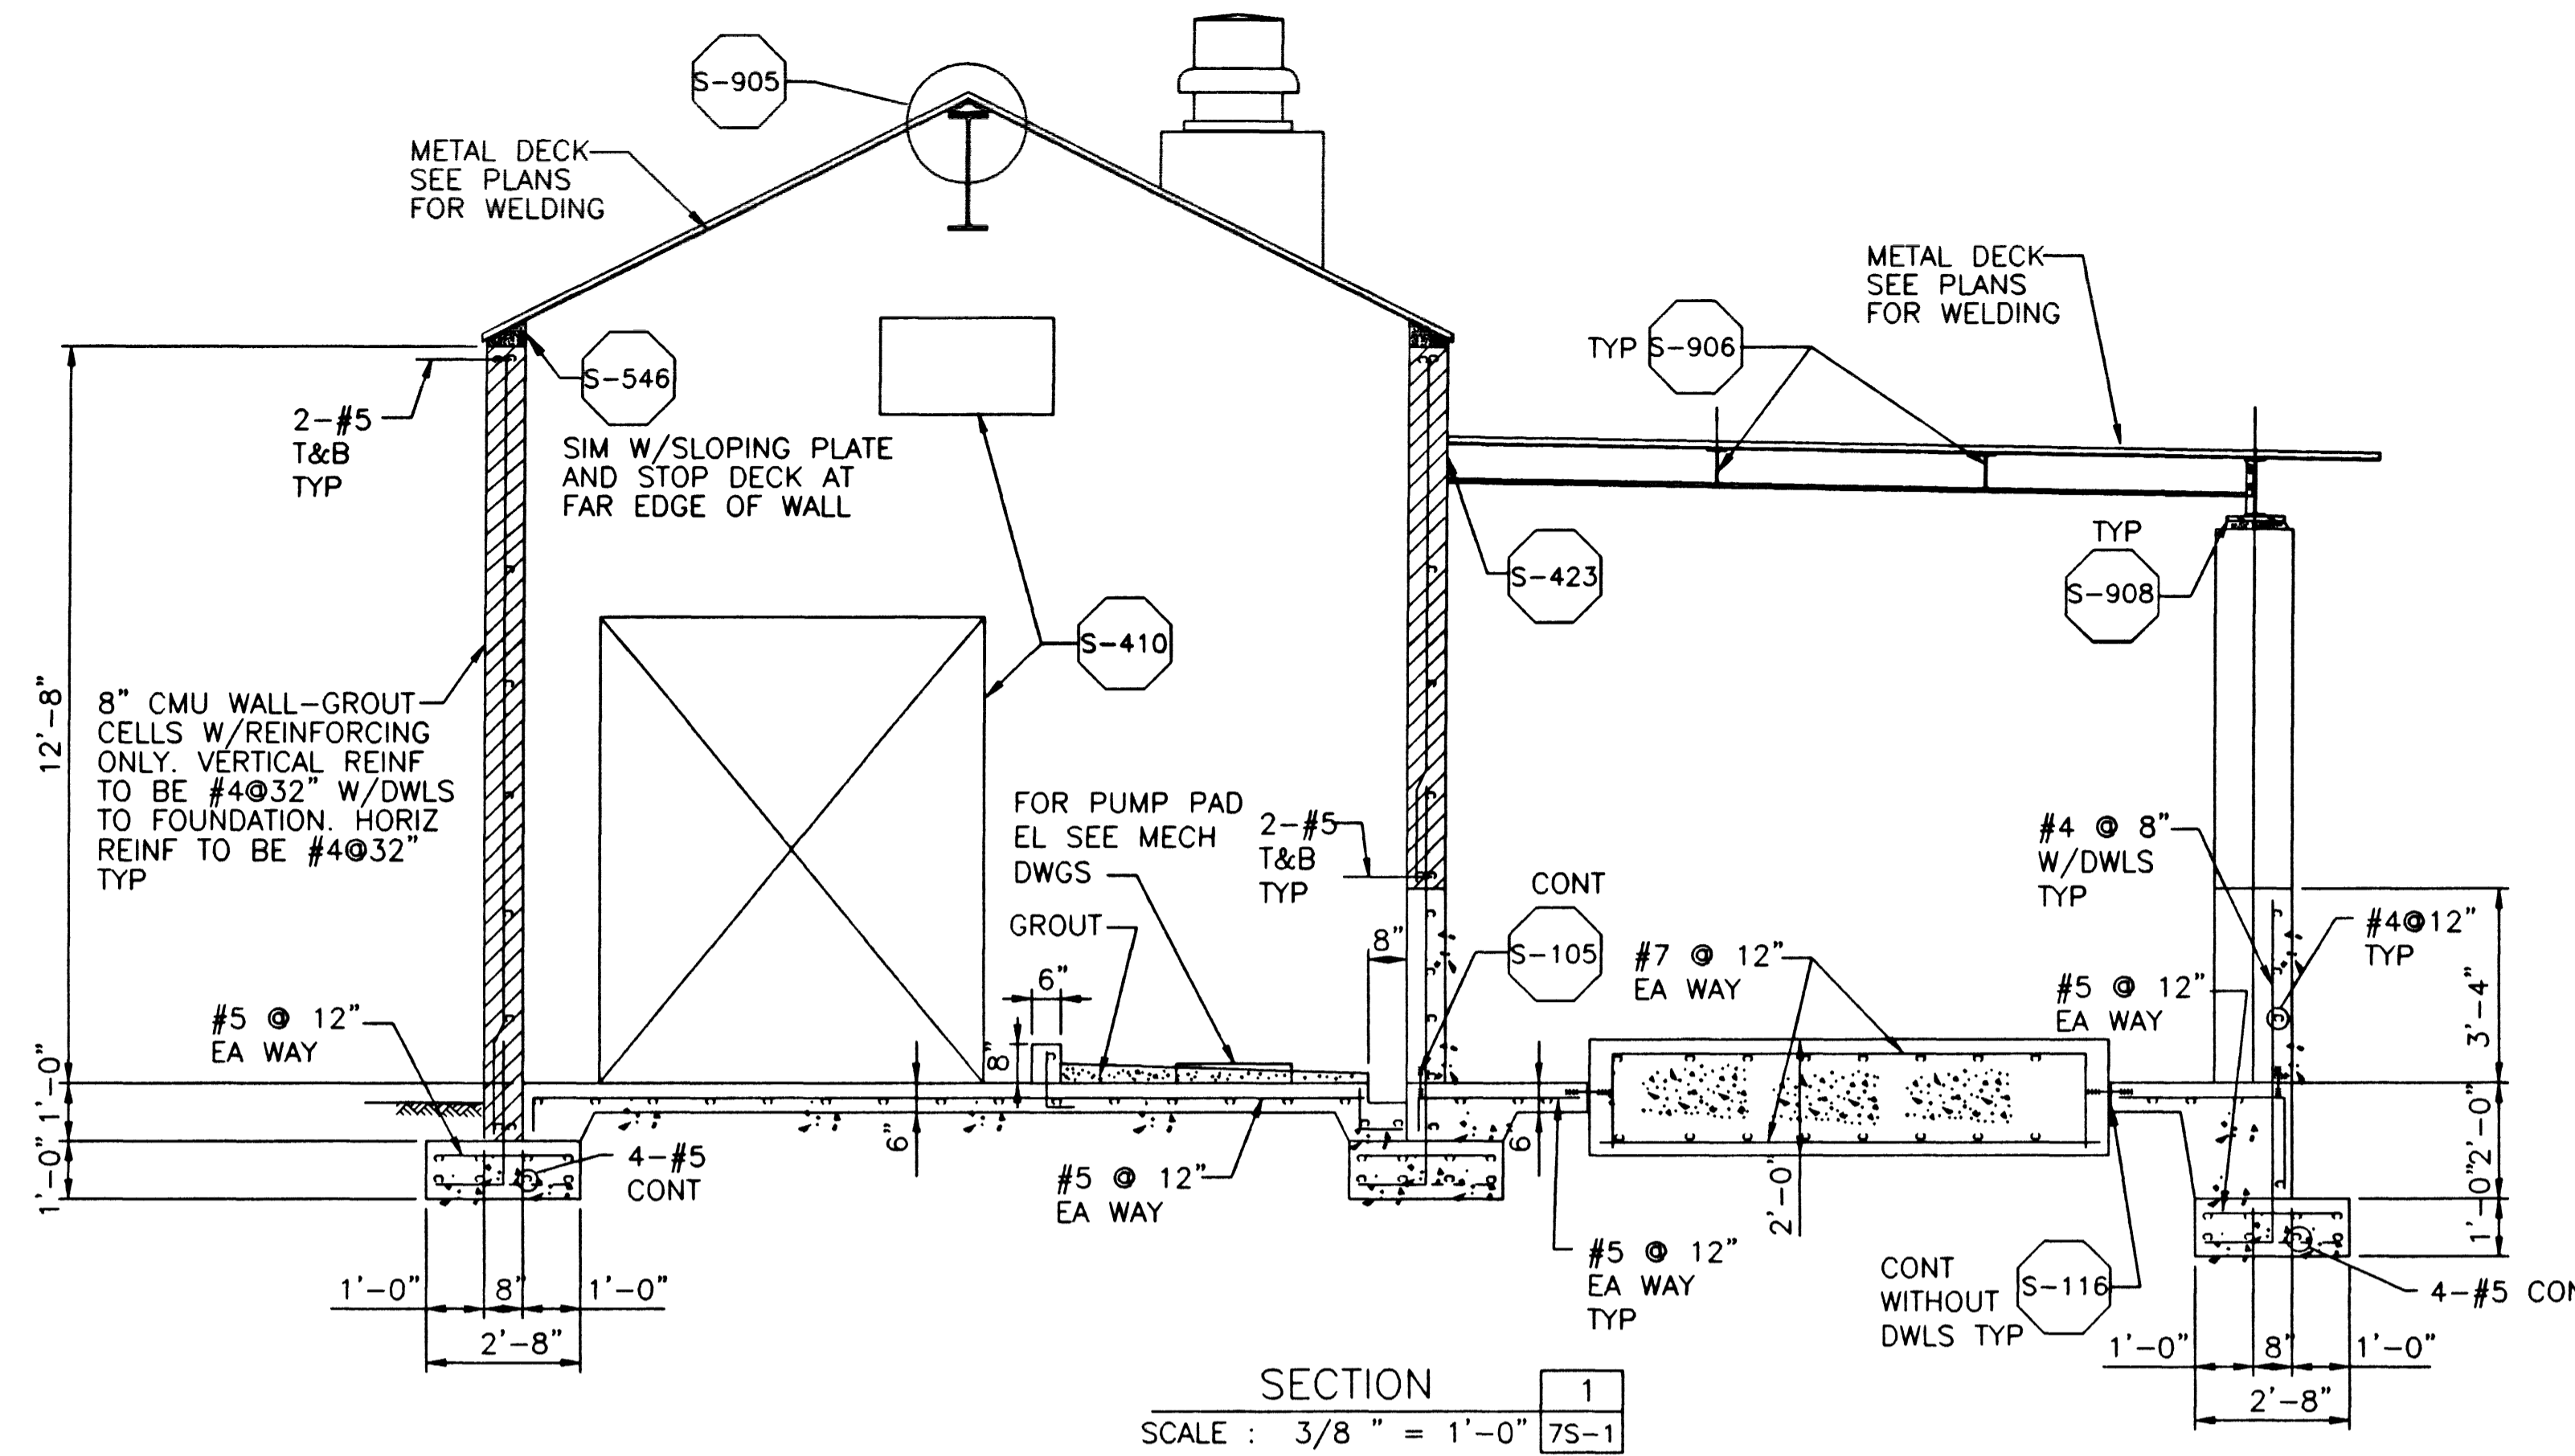 S-905
METAL DECK
SEE PLANS
FOR WELDING
METAL DECK
SEE PLANS
FOR WELDING
TYP S-906
S-546
2-#5
T&B
TYP
SIM W/SLOPING PLATE
AND STOP DECK AT
FAR EDGE OF WALL
TYP
S-908
S-423
S-410
12'-8"
8" CMU WALL-GROUT
CELLS W/REINFORCING
ONLY. VERTICAL REINF
TO BE #4@32" W/DWLS
TO FOUNDATION. HORIZ
REINF TO BE #4@32"
TYP
FOR PUMP PAD
EL SEE MECH
DWGS
GROUT
2-#5
T&B
TYP
CONT
S-105
8"
6"
8"
#7 @ 12"
EA WAY
#4 @ 8"
W/DWLS
TYP
#4@12"
TYP
#5 @ 12"
EA WAY
3'-4"
#5 @ 12"
EA WAY
1'-0"
1'-0"
6"
6"
2'-0"
2'-0"
1'-0"
4-#5
CONT
#5 @ 12"
EA WAY
#5 @ 12"
EA WAY
TYP
CONT
WITHOUT
DWLS TYP
S-116
4-#5 CON
1'-0" 8" 1'-0"
2'-8"
1'-0" 8" 1'-0"
2'-8"
SECTION 1
SCALE : 3/8 " = 1'-0" 7S-1